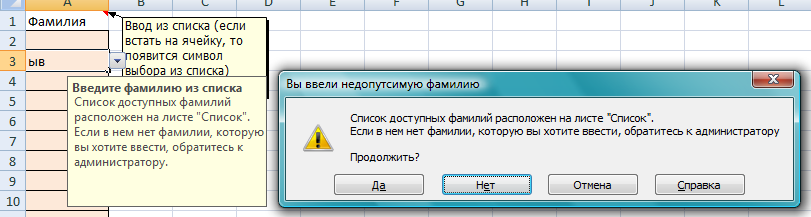 A B C D E F G H I J K L
1 Фамилия
Ввод из списка (если
встать на ячейку, то
появится символ
выбора из списка)
2
3 ыв
4
5
6
7
8
9
10
Введите фамилию из списка
Список доступных фамилий
расположен на листе "Список".
Если в нем нет фамилии, которую
вы хотите ввести, обратитесь к
администратору.
Вы ввели недопутсимую фамилию
Список доступных фамилий расположен на листе "Список".
Если в нем нет фамилии, которую вы хотите ввести, обратитесь к администратору
Продолжить?
Да Нет Отмена Справка